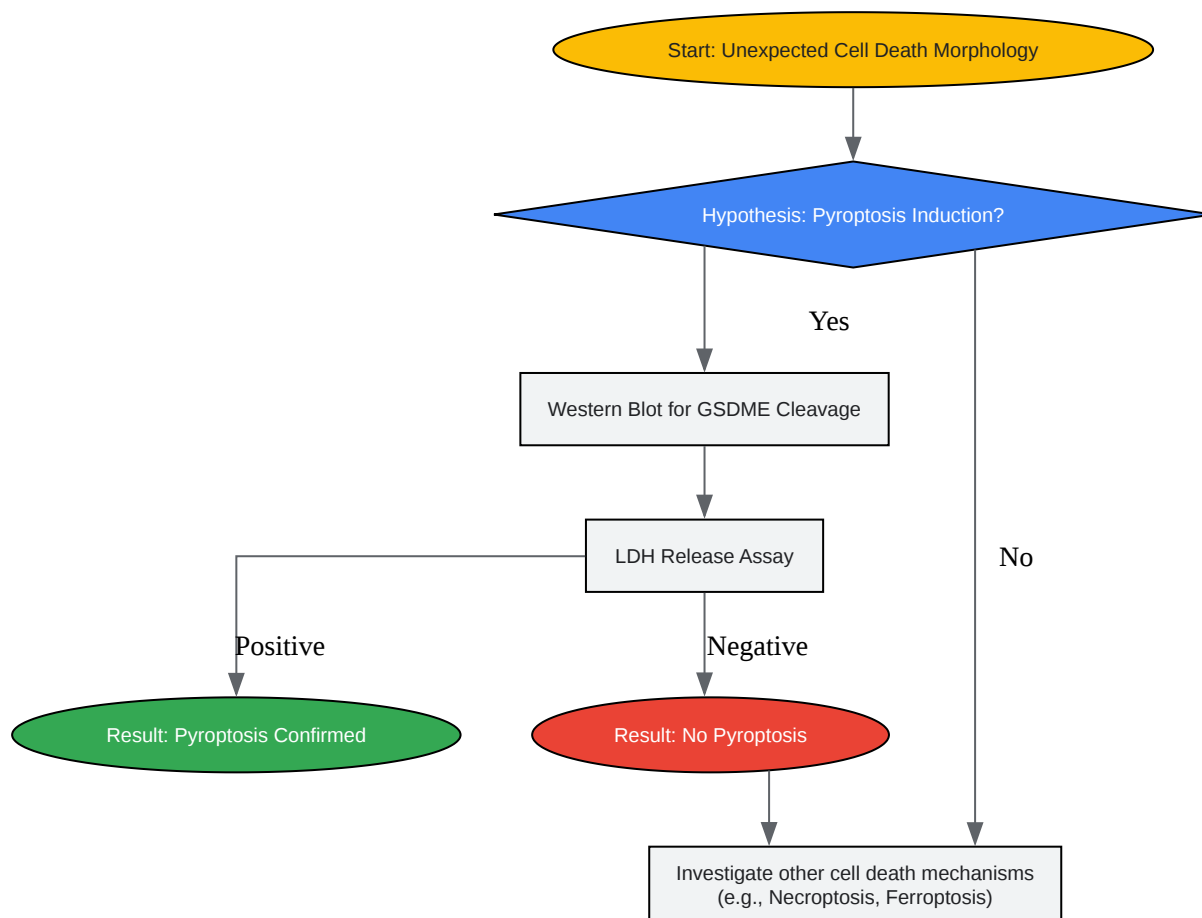 Start: Unexpected Cell Death Morphology
Hypothesis: Pyroptosis Induction?
Yes
Western Blot for GSDME Cleavage
LDH Release Assay
No
Positive
Negative
Result: Pyroptosis Confirmed
Result: No Pyroptosis
Investigate other cell death mechanisms
(e.g., Necroptosis, Ferroptosis)